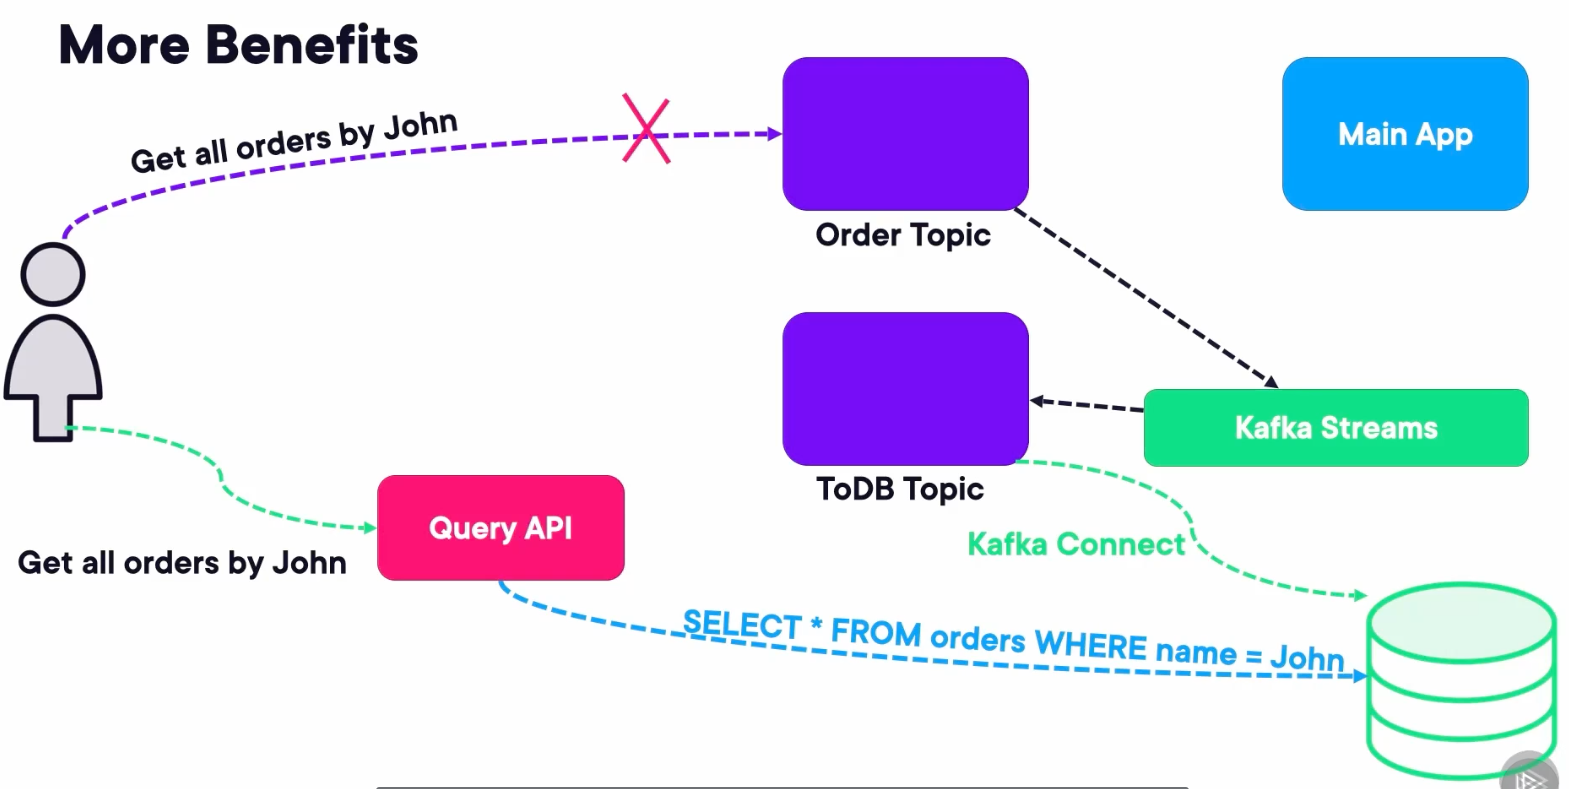 More Benefits
Get all orders by John
Main App
Order Topic
Kafka Streams
ToDB Topic
Query API
Kafka Connect
Get all orders by John
SELECT * FROM orders WHERE name = John